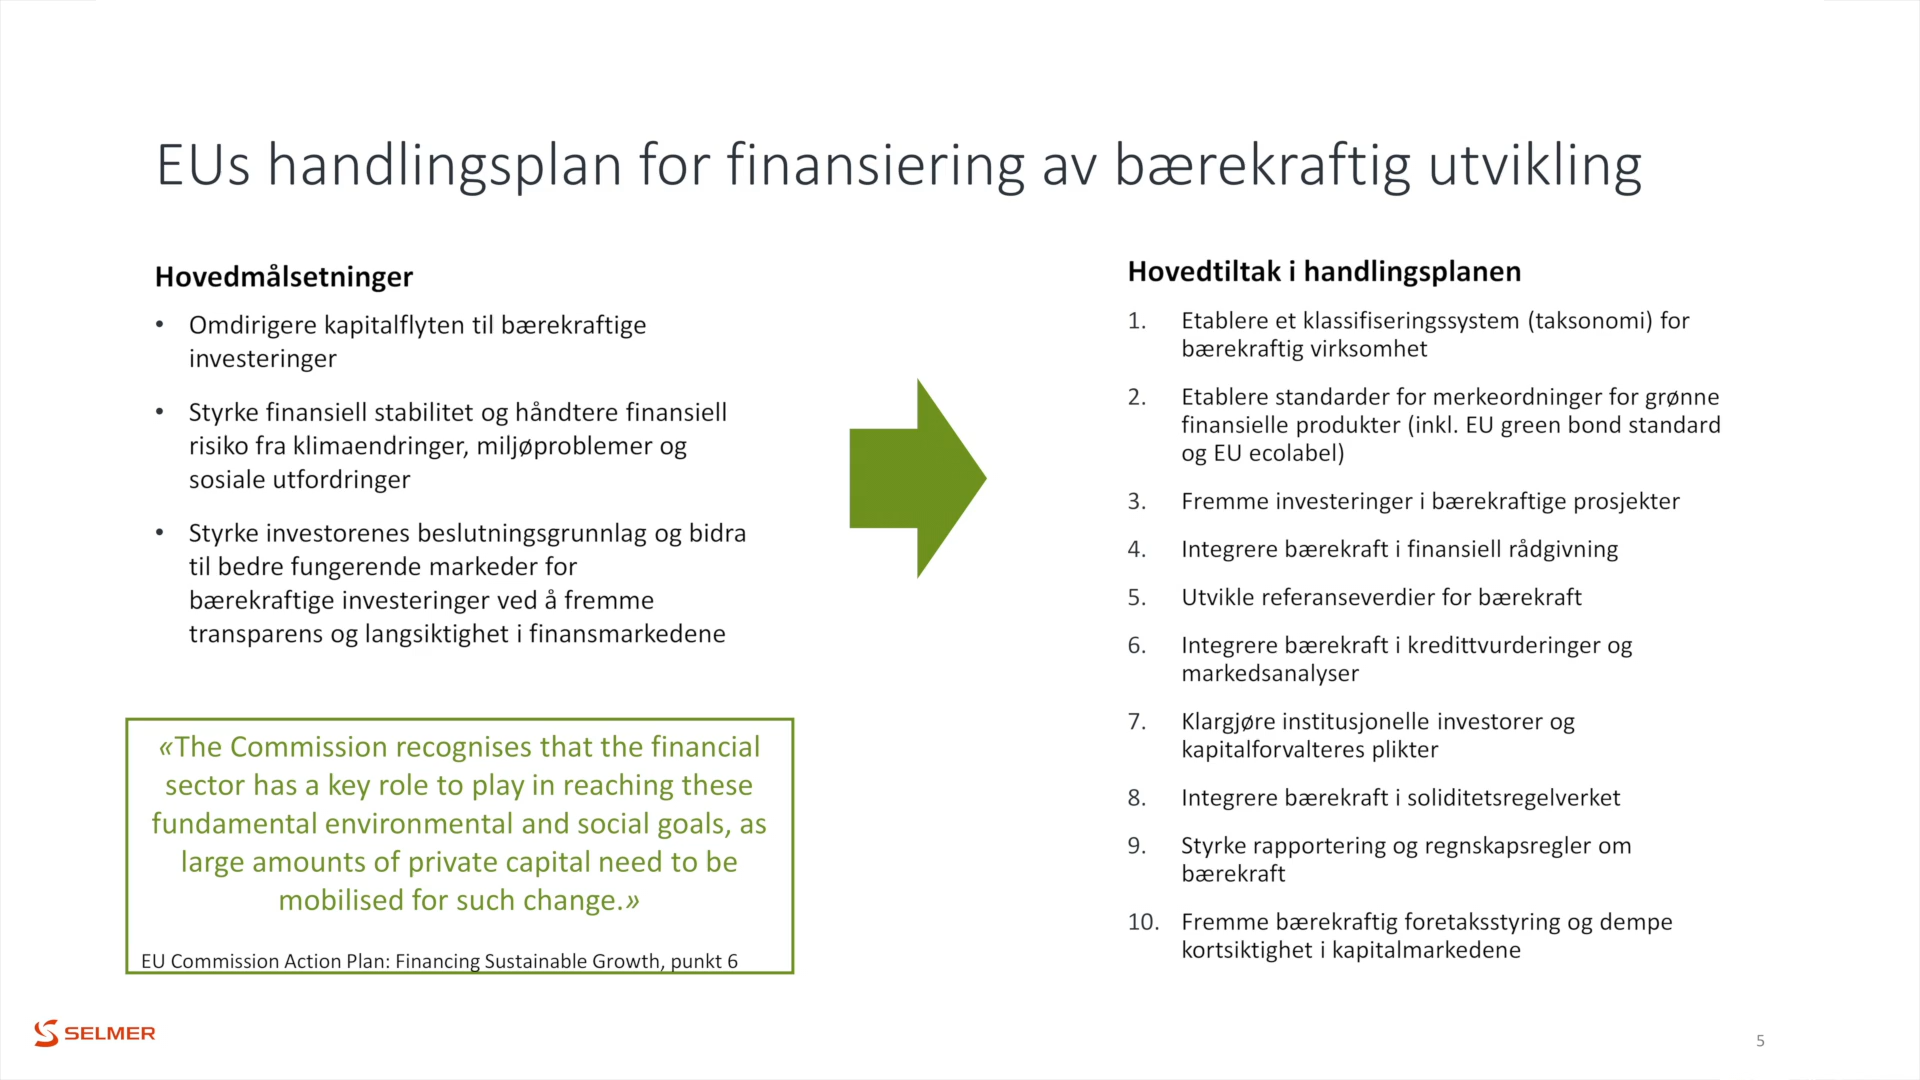 EUs handlingsplan for finansiering av bærekraftig utvikling
Hovedmålsetninger
• Omdirigere kapitalflyten til bærekraftige
investeringer
• Styrke finansiell stabilitet og håndtere finansiell
risiko fra klimaendringer, miljøproblemer og
sosiale utfordringer
• Styrke investorenes beslutningsgrunnlag og bidra
til bedre fungerende markeder for
bærekraftige investeringer ved å fremme
transparens og langsiktighet i finansmarkedene
«The Commission recognises that the financial
sector has a key role to play in reaching these
fundamental environmental and social goals, as
large amounts of private capital need to be
mobilised for such change.»
EU Commission Action Plan: Financing Sustainable Growth, punkt 6
Hovedtiltak i handlingsplanen
1. Etablere et klassifiseringssystem (taksonomi) for
bærekraftig virksomhet
2. Etablere standarder for merkeordninger for grønne
finansielle produkter (inkl. EU green bond standard
og EU ecolabel)
3. Fremme investeringer i bærekraftige prosjekter
4. Integrere bærekraft i finansiell rådgivning
5. Utvikle referanseverdier for bærekraft
6. Integrere bærekraft i kredittvurderinger og
markedsanalyser
7. Klargjøre institusjonelle investorer og
kapitalforvalteres plikter
8. Integrere bærekraft i soliditetsregelverket
9. Styrke rapportering og regnskapsregler om
bærekraft
10. Fremme bærekraftig foretaksstyring og dempe
kortsiktighet i kapitalmarkedene
SELMER
5